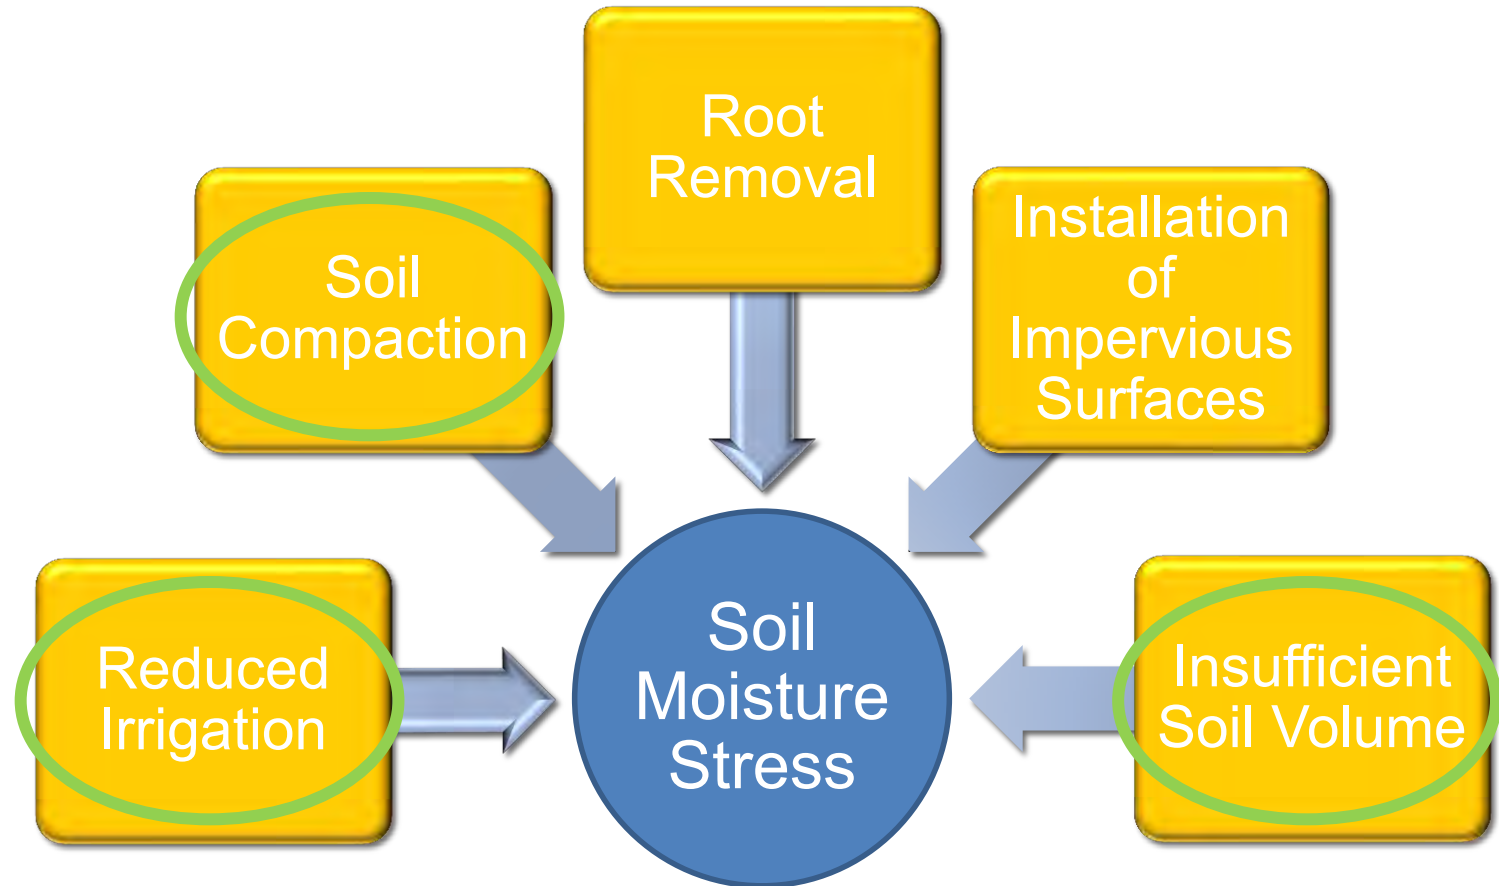 Root
Removal
Soil
Compaction
Installation
of
Impervious
Surfaces
Reduced
Irrigation
Soil
Moisture
Stress
Insufficient
Soil Volume